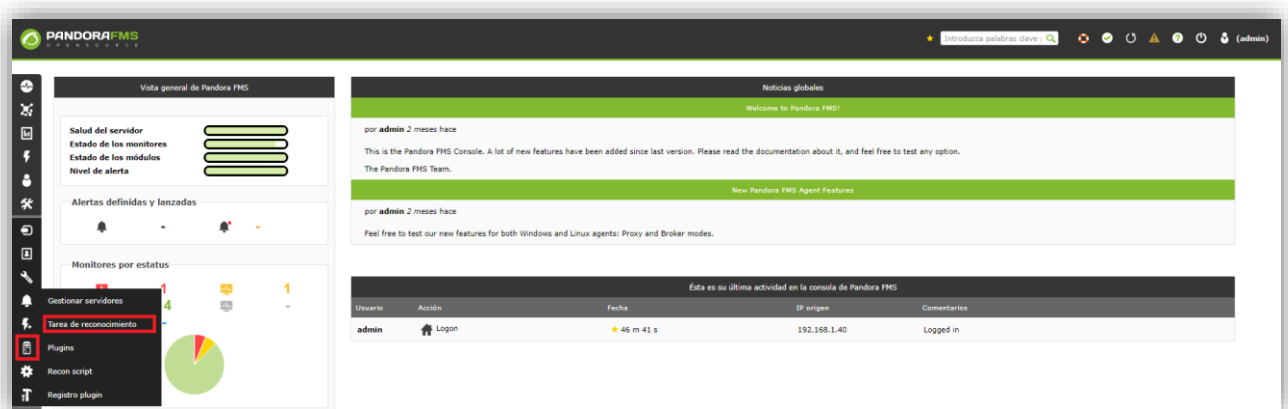 PANDORAFMS
OPENSOURCE
Introduzca palabras clave
(admin)
Vista general de Pandora FMS
Salud del servidor
Estado de los monitores
Estado de los módulos
Nivel de alerta
Alertas definidas y lanzadas
- -
Monitores por estatus
1 1
4 -
-
Gestionar servidores
Tarea de reconocimiento
Plugins
Recon script
Registro plugin
Noticias globales
Welcome to Pandora FMS!
por admin 2 meses hace
This is the Pandora FMS Console. A lot of new features have been added since last version. Please read the documentation about it, and feel free to test any option.
The Pandora FMS Team.
New Pandora FMS Agent Features
por admin 2 meses hace
Feel free to test our new features for both Windows and Linux agents: Proxy and Broker modes.
Ésta es su última actividad en la consola de Pandora FMS
Usuario Acción Fecha IP origen Comentarios
admin Logon 46 m 41 s 192.168.1.40 Logged in